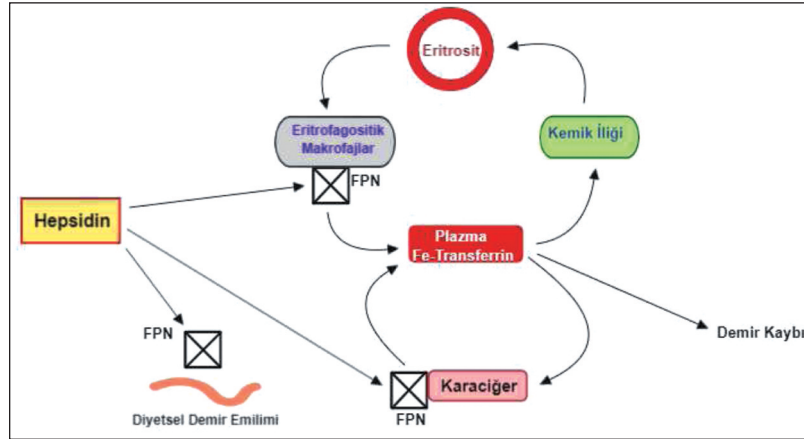 Eritrosit
Eritrofagositik
Makrofajlar
FPN
Kemik İliği
Hepsidin
Plazma
Fe-Transferrin
FPN
Demir Kaybı
Karaciğer
FPN
Diyetsel Demir Emilimi